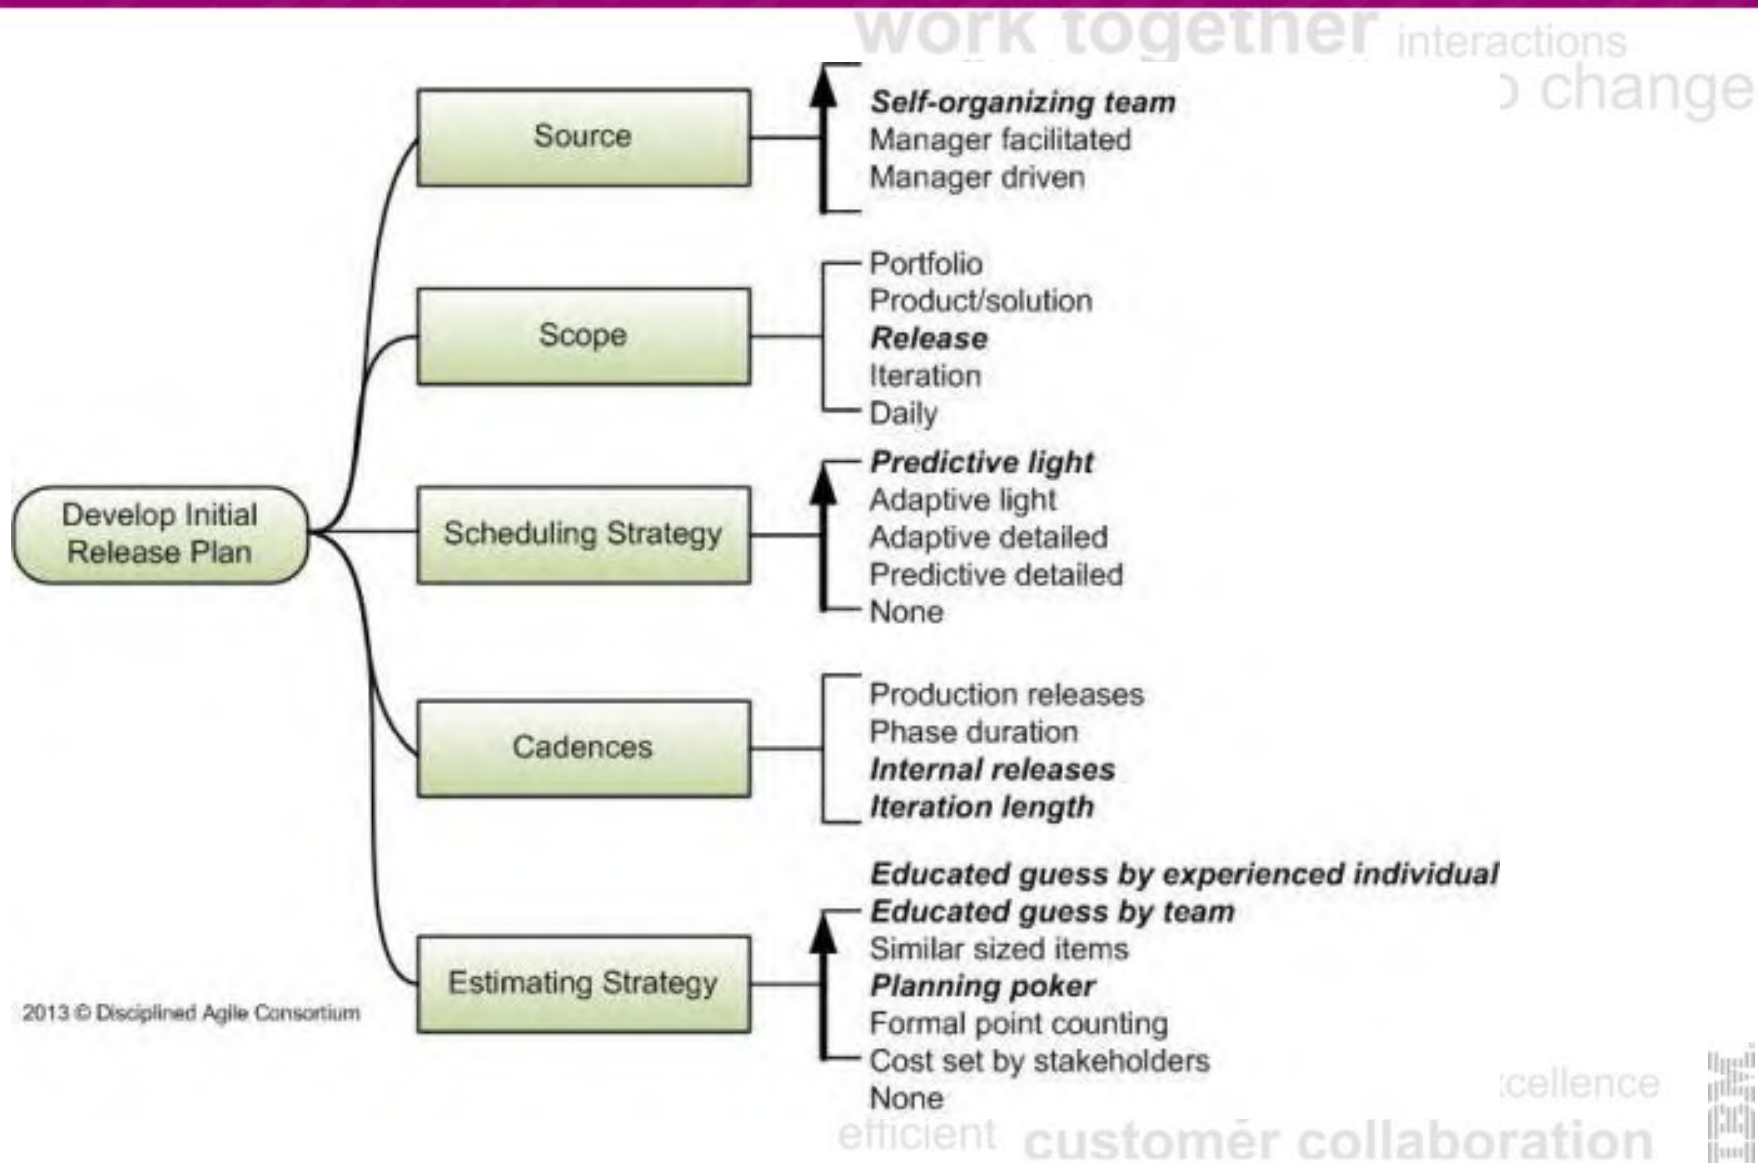 work together interactions
change
Source
Self-organizing team
Manager facilitated
Manager driven
Scope
Portfolio
Product/solution
Release
Iteration
Daily
Develop Initial
Release Plan
Scheduling Strategy
Predictive light
Adaptive light
Adaptive detailed
Predictive detailed
None
Cadences
Production releases
Phase duration
Internal releases
Iteration length
Estimating Strategy
Educated guess by experienced individual
Educated guess by team
Similar sized items
Planning poker
Formal point counting
Cost set by stakeholders
None
2013 © Disciplined Agile Consortium
efficient customer collaboration
IBM